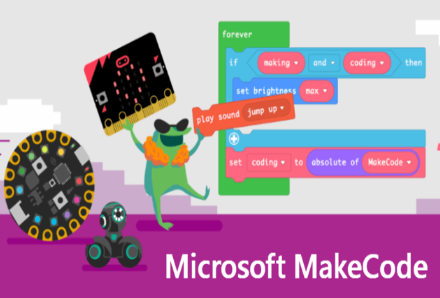 forever
if making and coding then
set brightness max
play sound jump up
set coding to absolute of MakeCode
Microsoft MakeCode